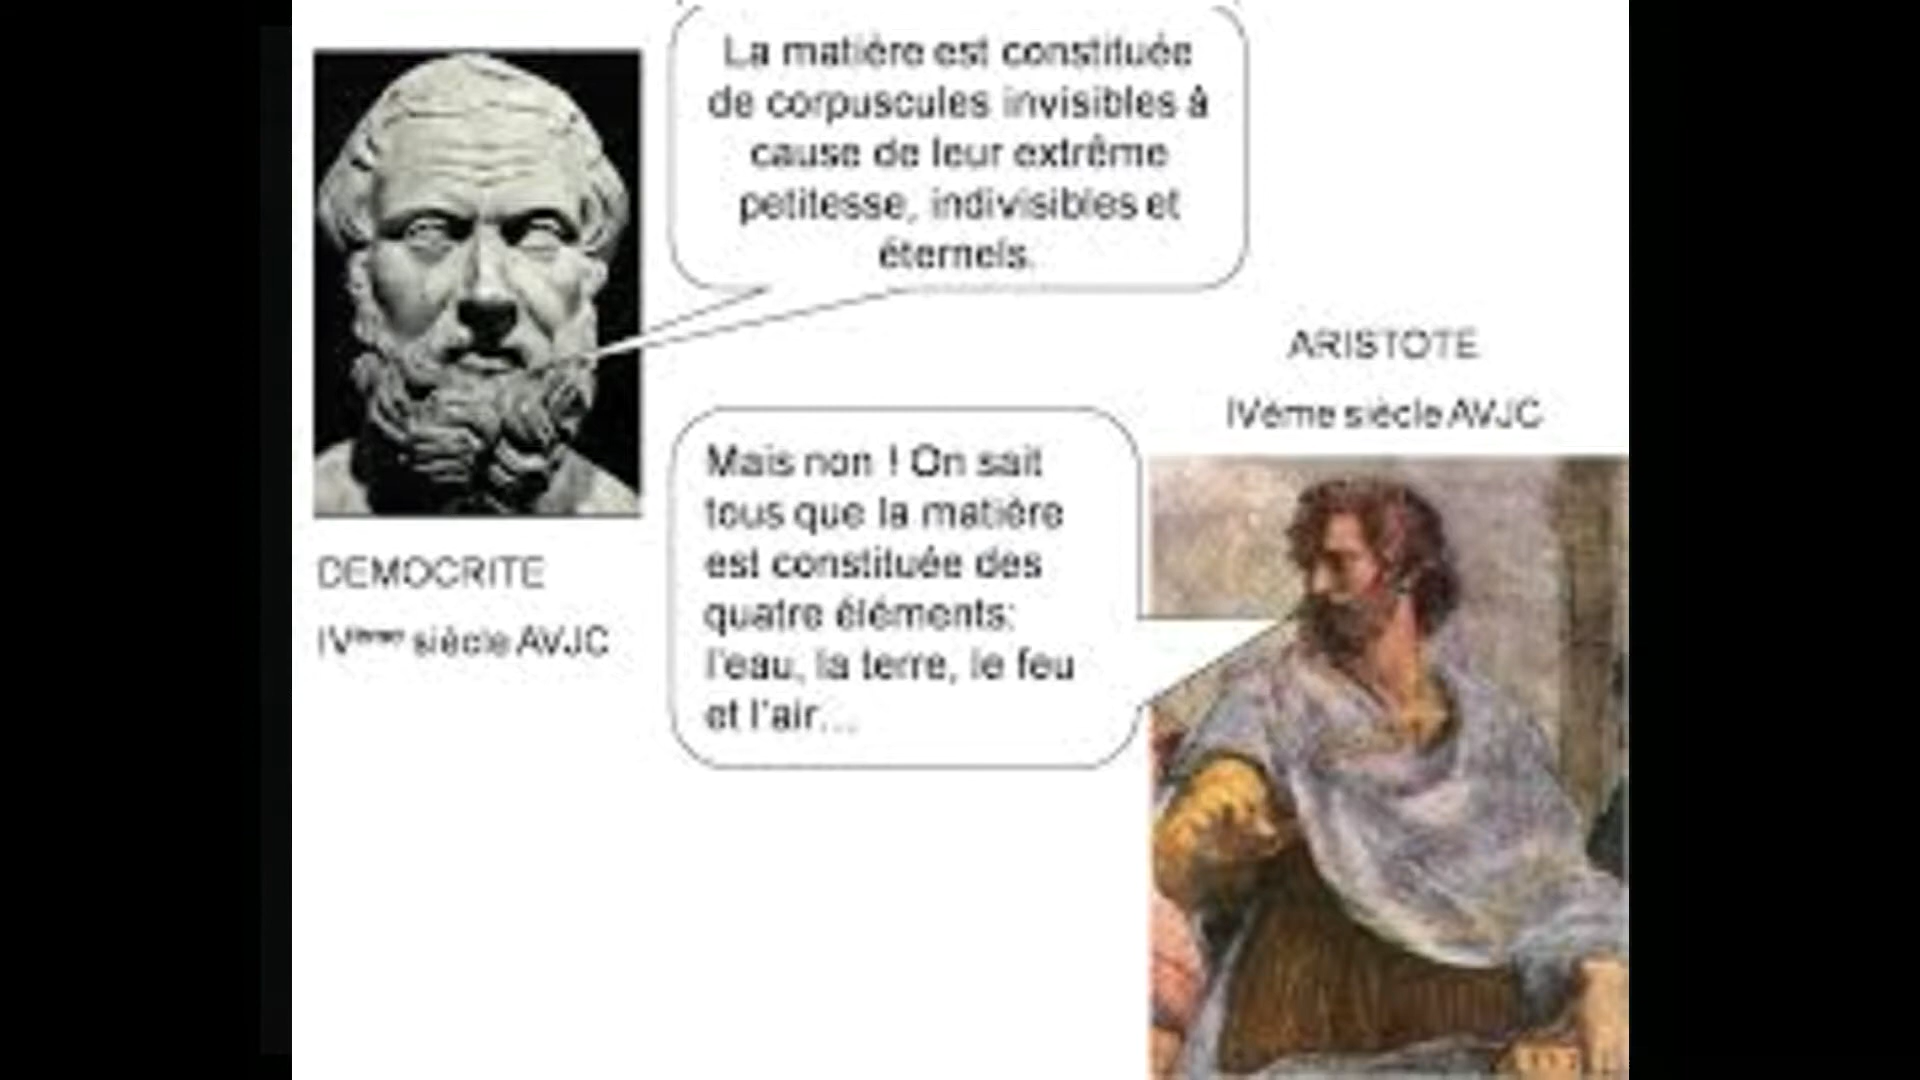 La matière est constituée
de corpuscules invisibles à
cause de leur extrême
petitesse, indivisibles et
éternels.
ARISTOTE
IVéme siècle AVJC
Mais non ! On sait
tous que la matière
est constituée des
quatre éléments:
l'eau, la terre, le feu
et l'air...
DEMOCRITE
IVième siècle AVJC